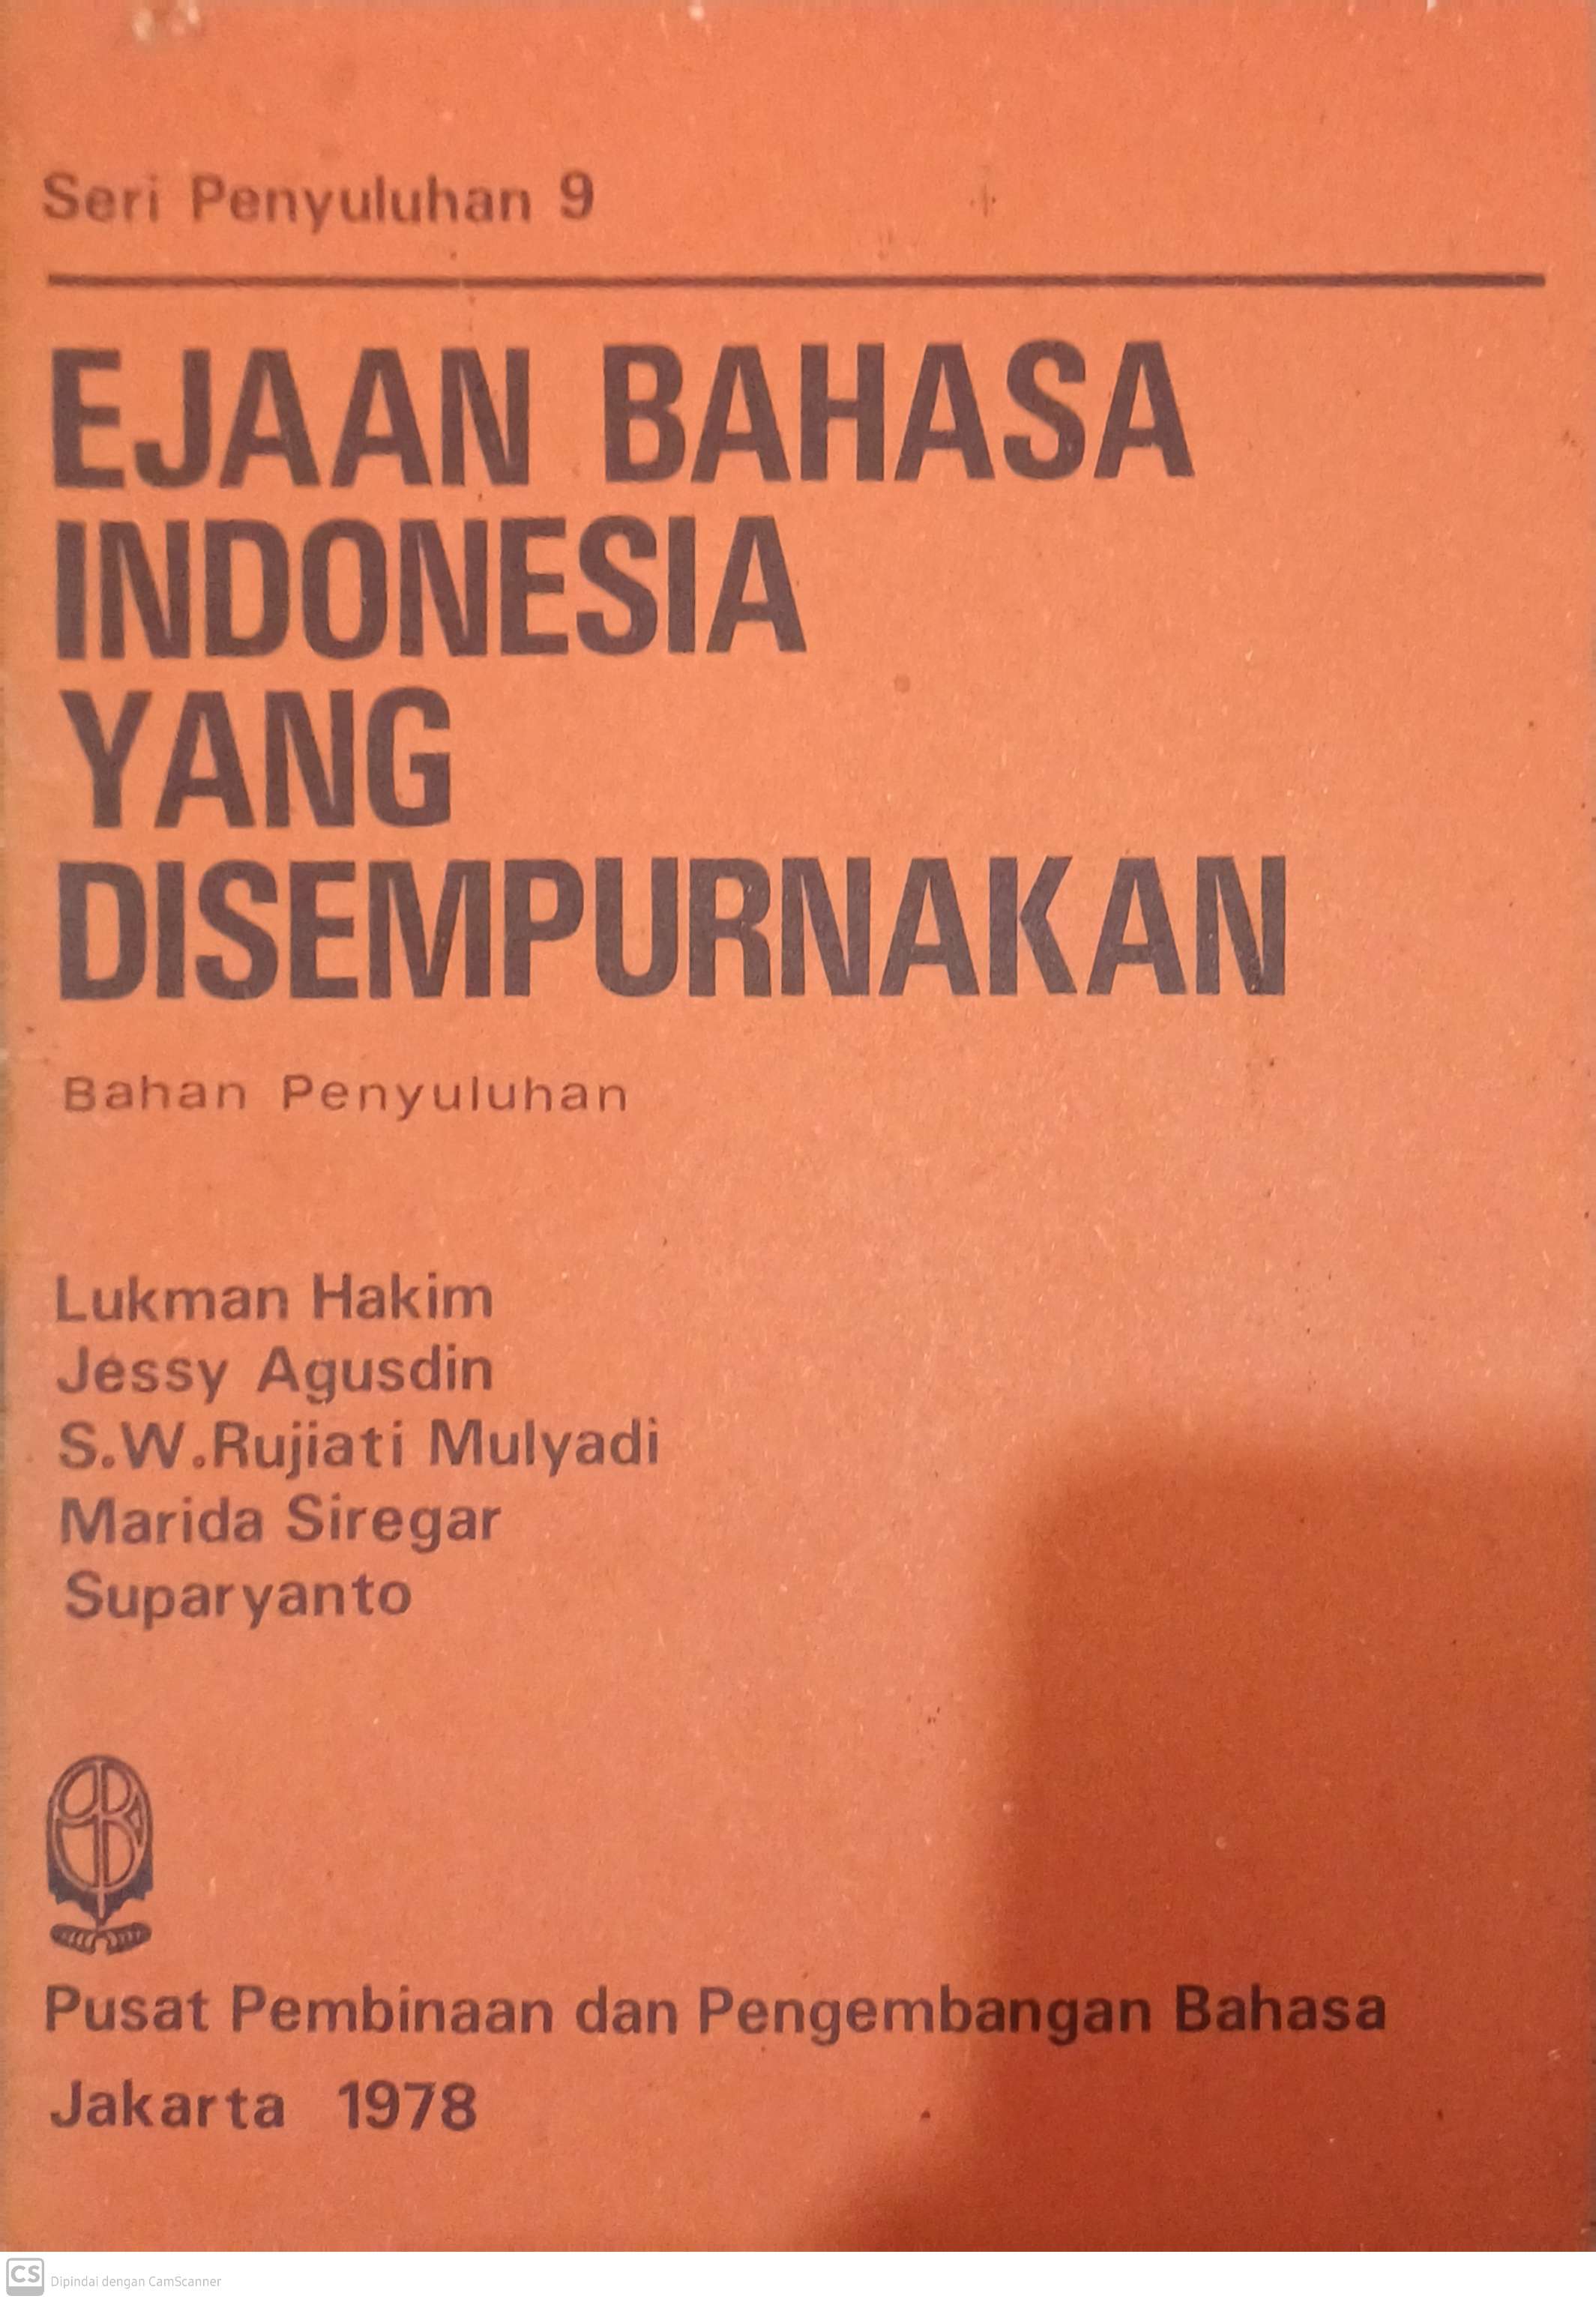 Seri Penyuluhan 9
EJAAN BAHASA
INDONESIA
YANG
DISEMPURNAKAN
Bahan Penyuluhan
Lukman Hakim
Jessy Agusdin
S.W.Rujiati Mulyadi
Marida Siregar
Suparyanto
Pusat Pembinaan dan Pengembangan Bahasa
Jakarta 1978
CS Dipindai dengan CamScanner